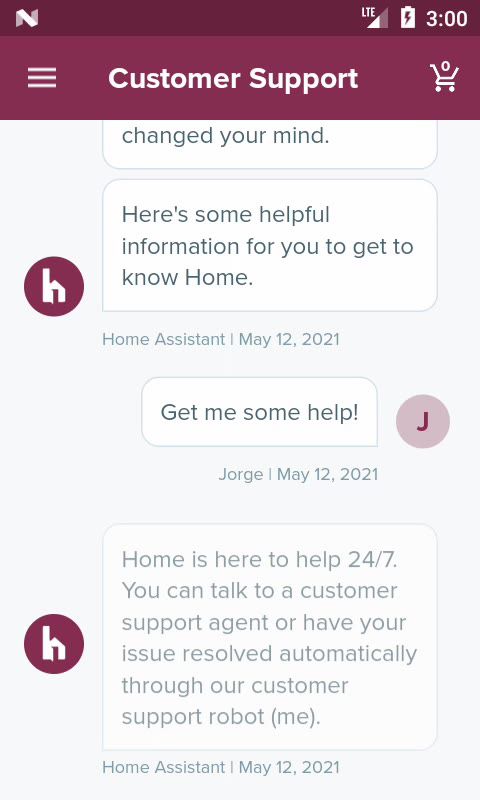 LTE
3:00
Customer Support
0
changed your mind.
Here's some helpful
information for you to get to
know Home.
h
Home Assistant | May 12, 2021
Get me some help!
J
Jorge | May 12, 2021
Home is here to help 24/7.
You can talk to a customer
support agent or have your
issue resolved automatically
through our customer
support robot (me).
h
Home Assistant | May 12, 2021